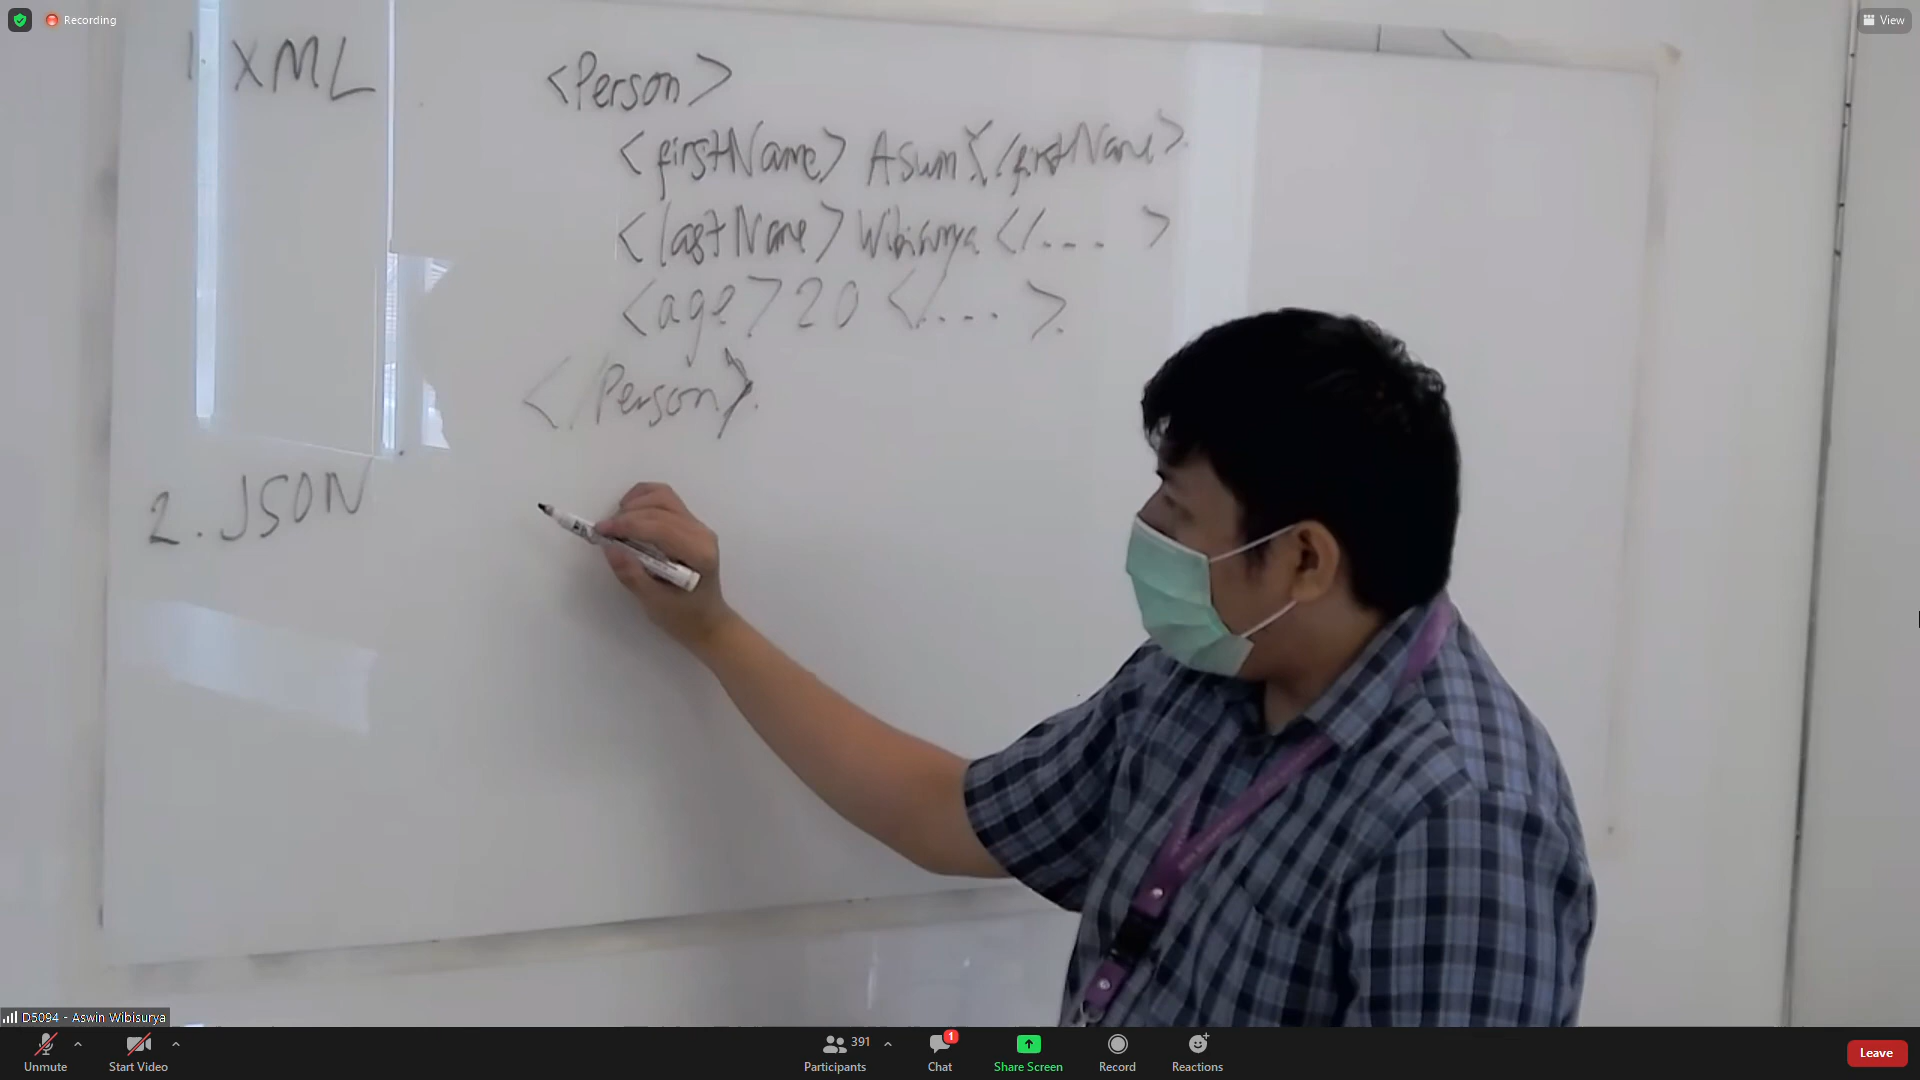 Recording
View
1. XML
<Person>
<firstName> Aswin </firstName>
<lastName> Wibisurya </... >
<age> 20 </... >
</Person>
2. JSON
D5094 - Aswin Wibisurya
Unmute
Start Video
391
Participants
1
Chat
Share Screen
Record
Reactions
Leave